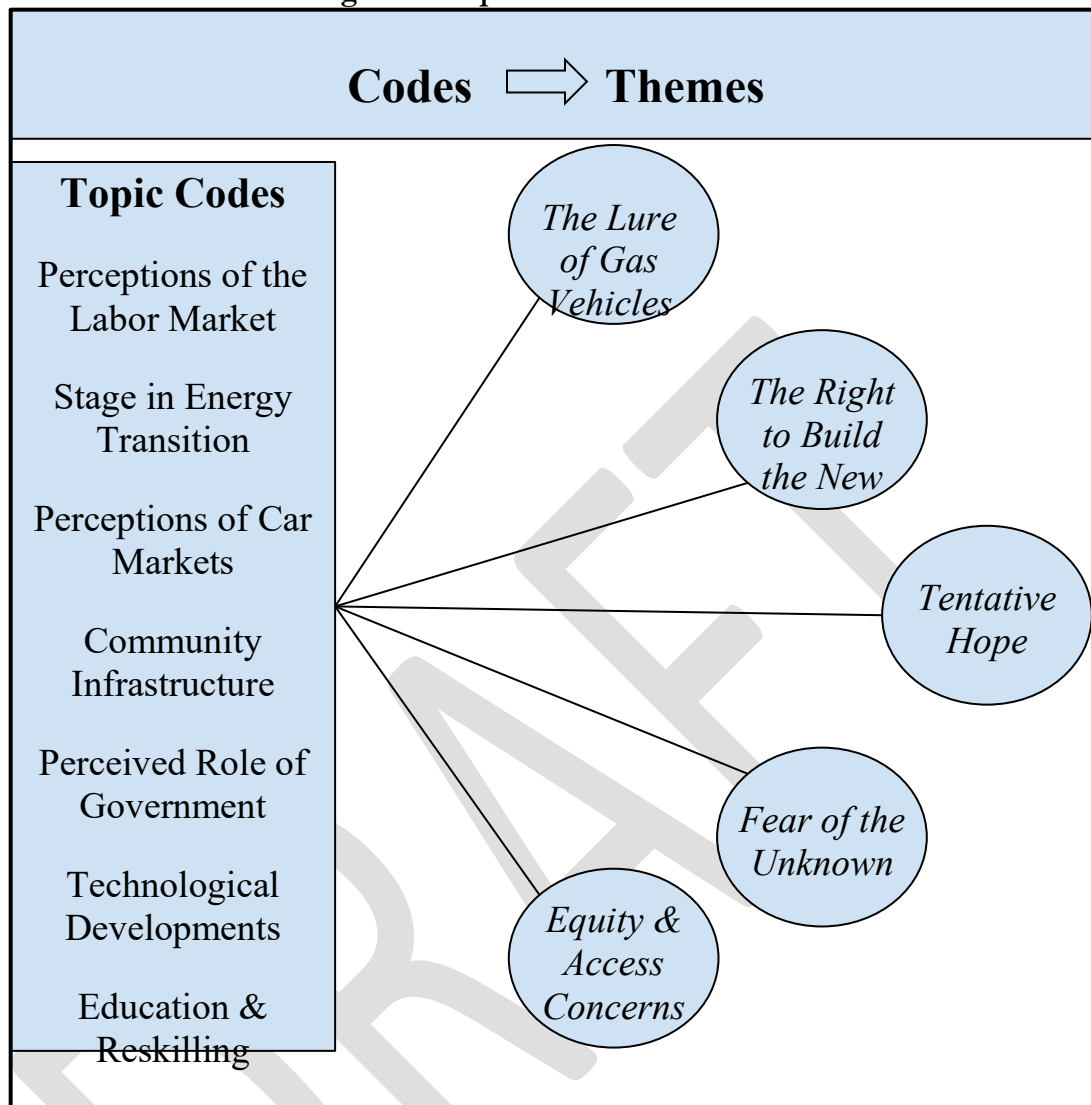 Codes Themes
Topic Codes
Perceptions of the
Labor Market
Stage in Energy
Transition
Perceptions of Car
Markets
Community
Infrastructure
Perceived Role of
Government
Technological
Developments
Education &
Reskilling
The Lure
of Gas
Vehicles
The Right
to Build
the New
Tentative
Hope
Fear of the
Unknown
Equity &
Access
Concerns
DRAFT